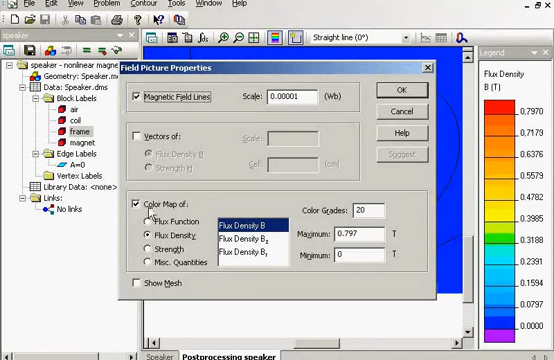 File Edit View Problem Contour Tools Window Help
Straight line (*)
speaker
Legend
speaker - nonlinear magne
Geometry: Speaker.mo
Data: Speaker.dms
Block Labels
air
coil
frame
magnet
Edge Labels
A=0
Vertex Labels
Library Data: <none>
Links:
No links
Field Picture Properties
Magnetic Field Lines
Scale:
0.00001
(Wb)
OK
Cancel
Help
Suggest
Vectors of:
Scale:
Flux Density B
Strength H
Cell:
(cm)
Color Map of:
Flux Function
Flux Density
Strength
Misc. Quantities
Flux Density B
Flux Density Bz
Flux Density Br
Color Grades:
20
Maximum:
0.797
T
Minimum:
0
T
Show Mesh
Flux Density
B (T)
0.7970
0.7173
0.6376
0.5579
0.4782
0.3985
0.3188
0.2391
0.1594
0.0797
0.0000
Speaker
Postprocessing speaker